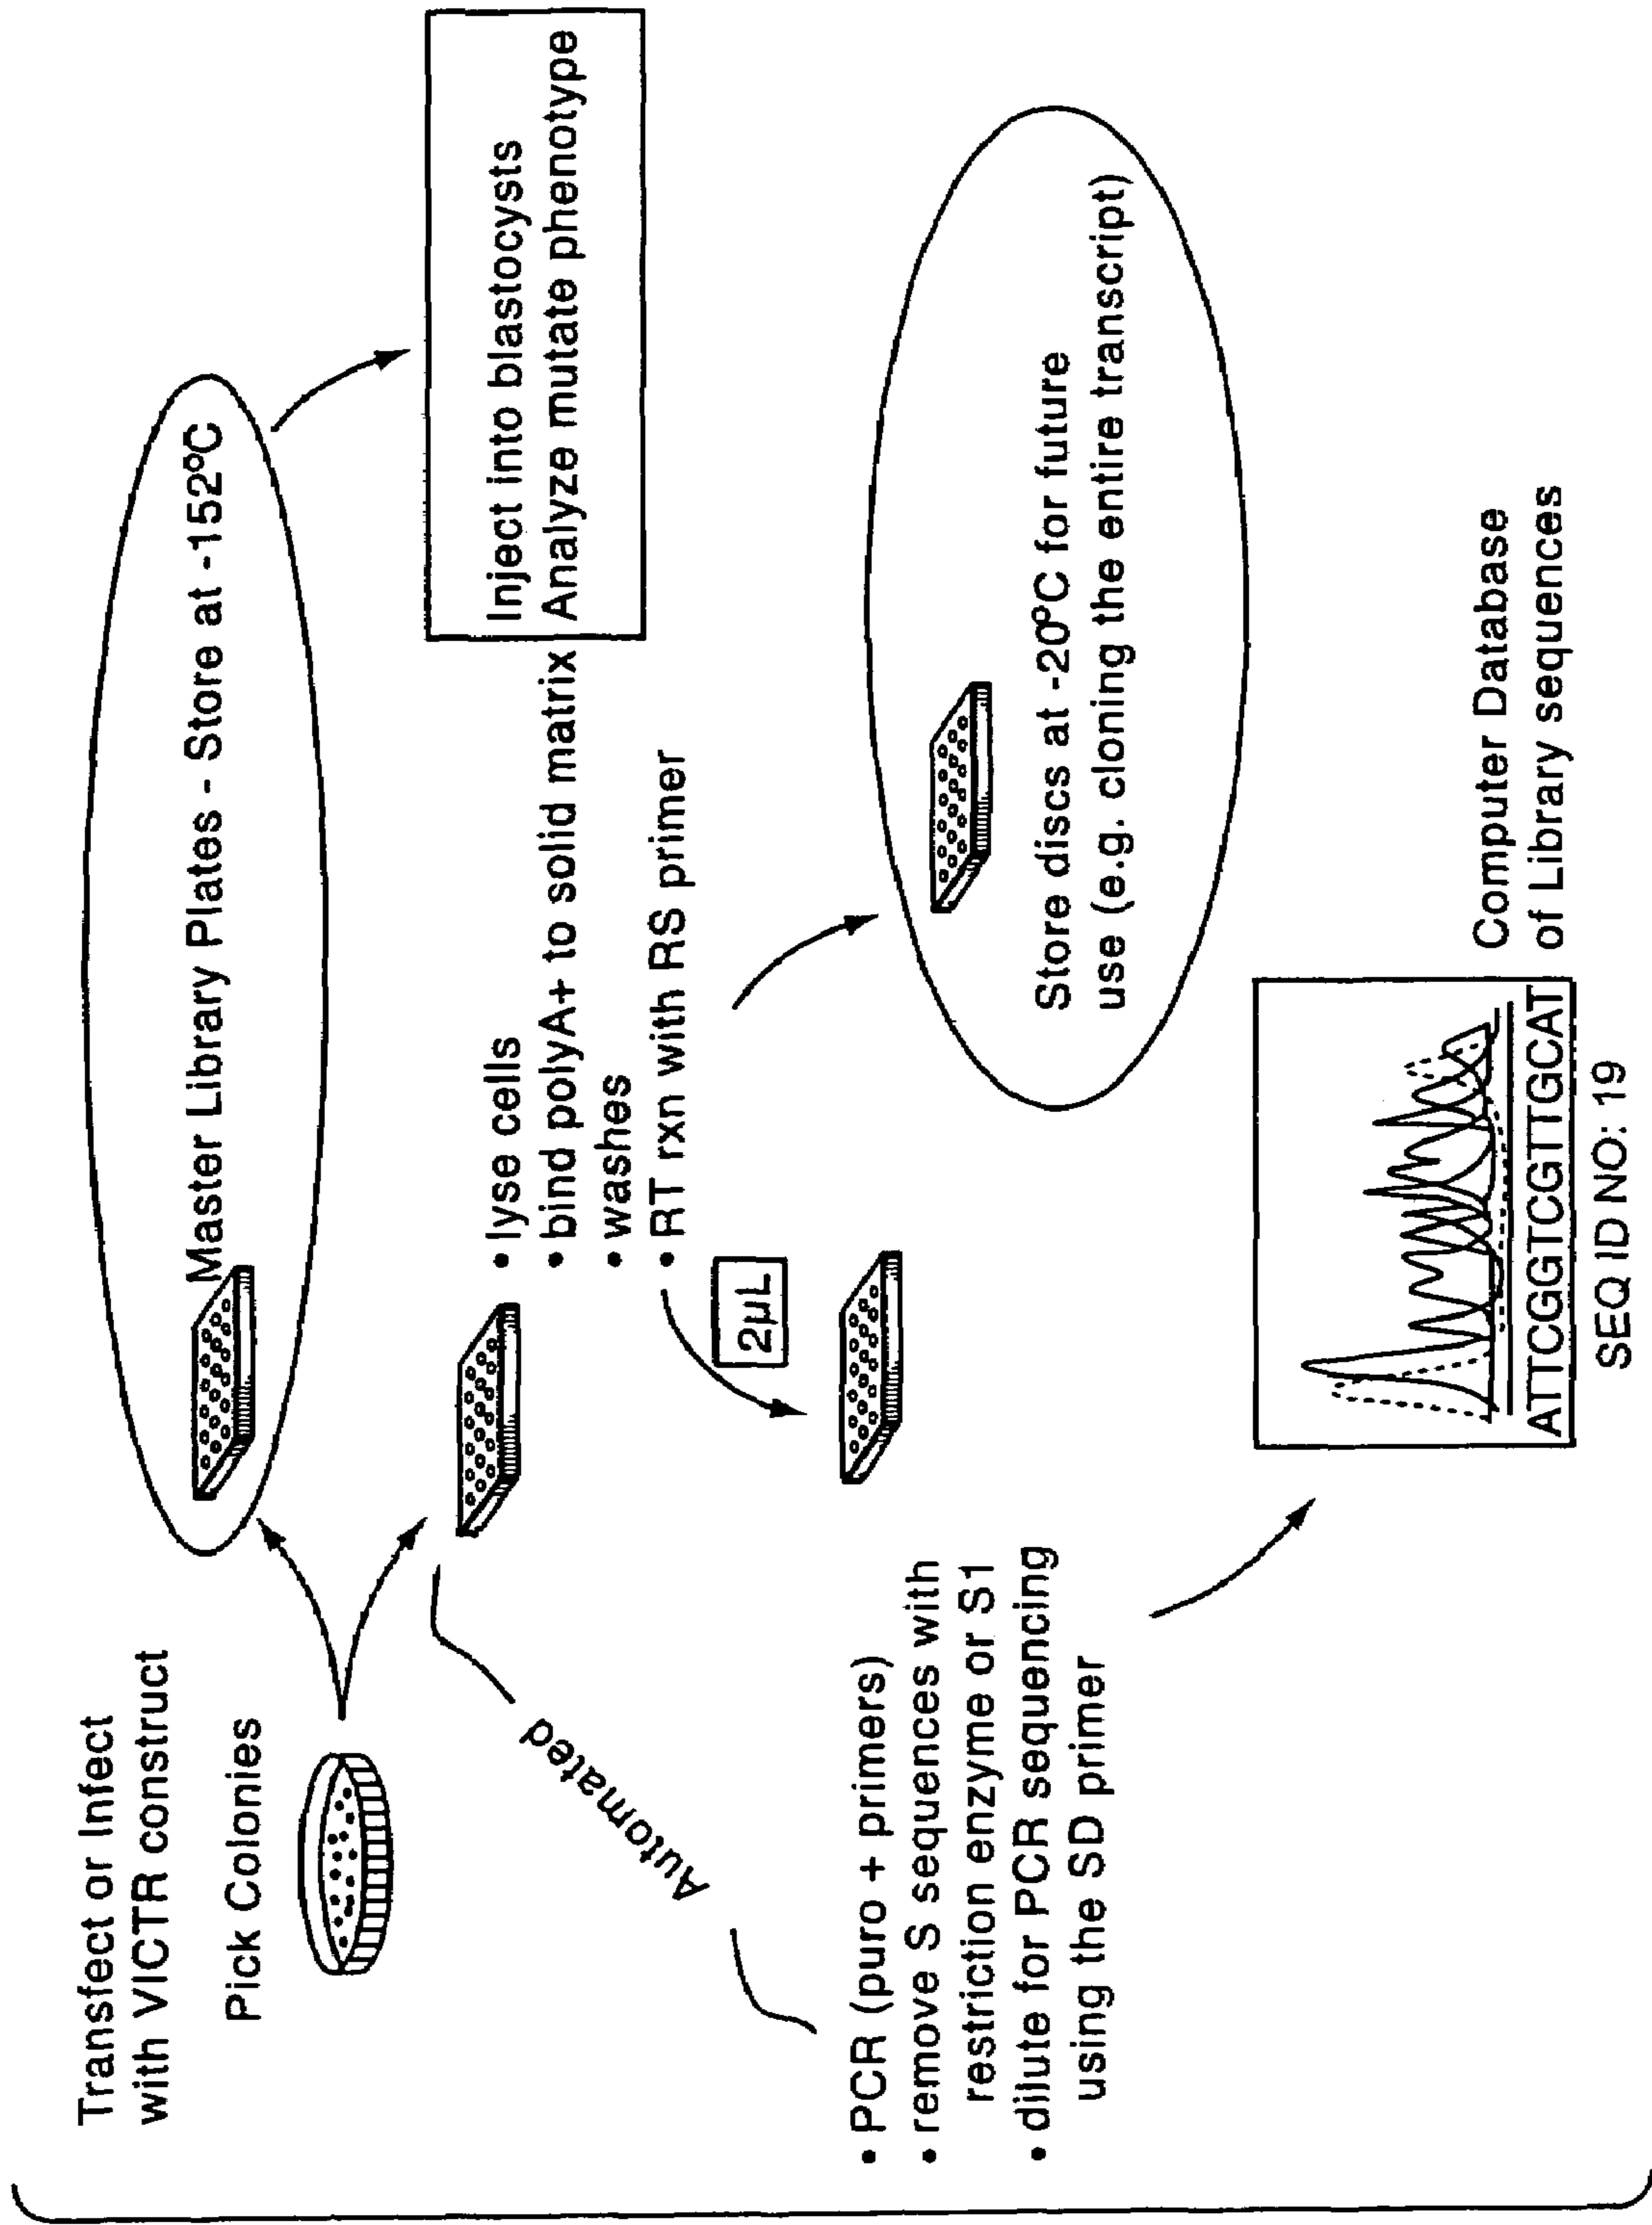 Transfect or Infect
with VICTR construct
Pick Colonies
Master Library Plates - Store at -152ºC
Inject into blastocysts
Analyze mutate phenotype
• lyse cells
• bind polyA+ to solid matrix
• washes
• RT rxn with RS primer
Automated
2µL
Store discs at -20ºC for future
use (e.g. cloning the entire transcript)
• PCR (puro + primers)
• remove S sequences with
restriction enzyme or S1
• dilute for PCR sequencing
using the SD primer
ATTCGGTCGTTGCAT
SEQ ID NO: 19
Computer Database
of Library sequences